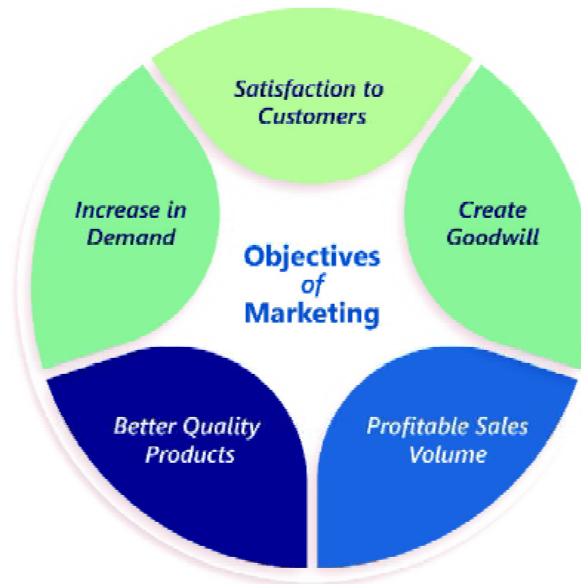 Satisfaction to
Customers
Increase in
Demand
Create
Goodwill
Objectives
of
Marketing
Better Quality
Products
Profitable Sales
Volume